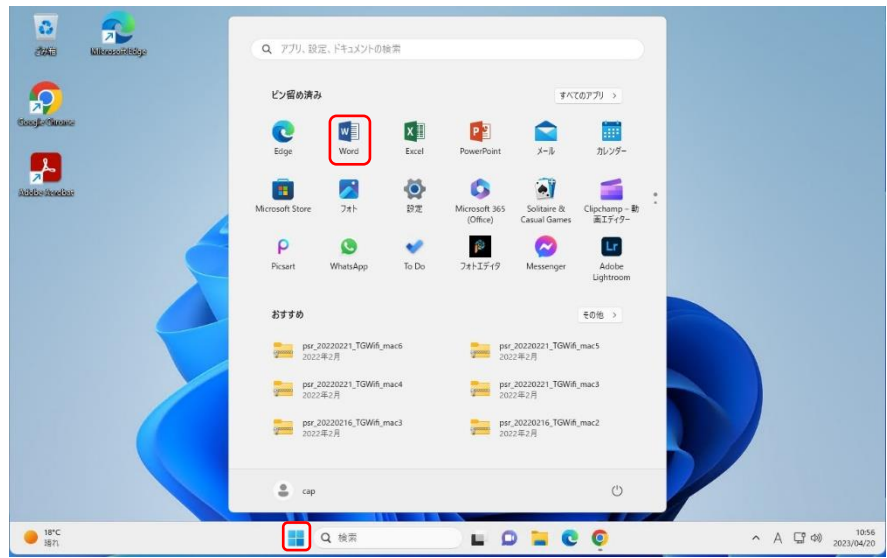 ごみ箱
Microsoft Edge
Google Chrome
Adobe Acrobat
アプリ、設定、ドキュメントの検索
ピン留め済み
すべてのアプリ >
Edge
Word
Excel
PowerPoint
メール
カレンダー
Microsoft Store
フォト
設定
Microsoft 365
(Office)
Solitaire &
Casual Games
Clipchamp – 動
画エディター
Picsart
WhatsApp
To Do
フォトエディタ
Messenger
Adobe
Lightroom
おすすめ
その他 >
psr_20220221_TGWifi_mac6
2022年2月
psr_20220221_TGWifi_mac5
2022年2月
psr_20220221_TGWifi_mac4
2022年2月
psr_20220221_TGWifi_mac3
2022年2月
psr_20220216_TGWifi_mac3
2022年2月
psr_20220216_TGWifi_mac2
2022年2月
cap
18°C
晴れ
検索
A
10:56
2023/04/20